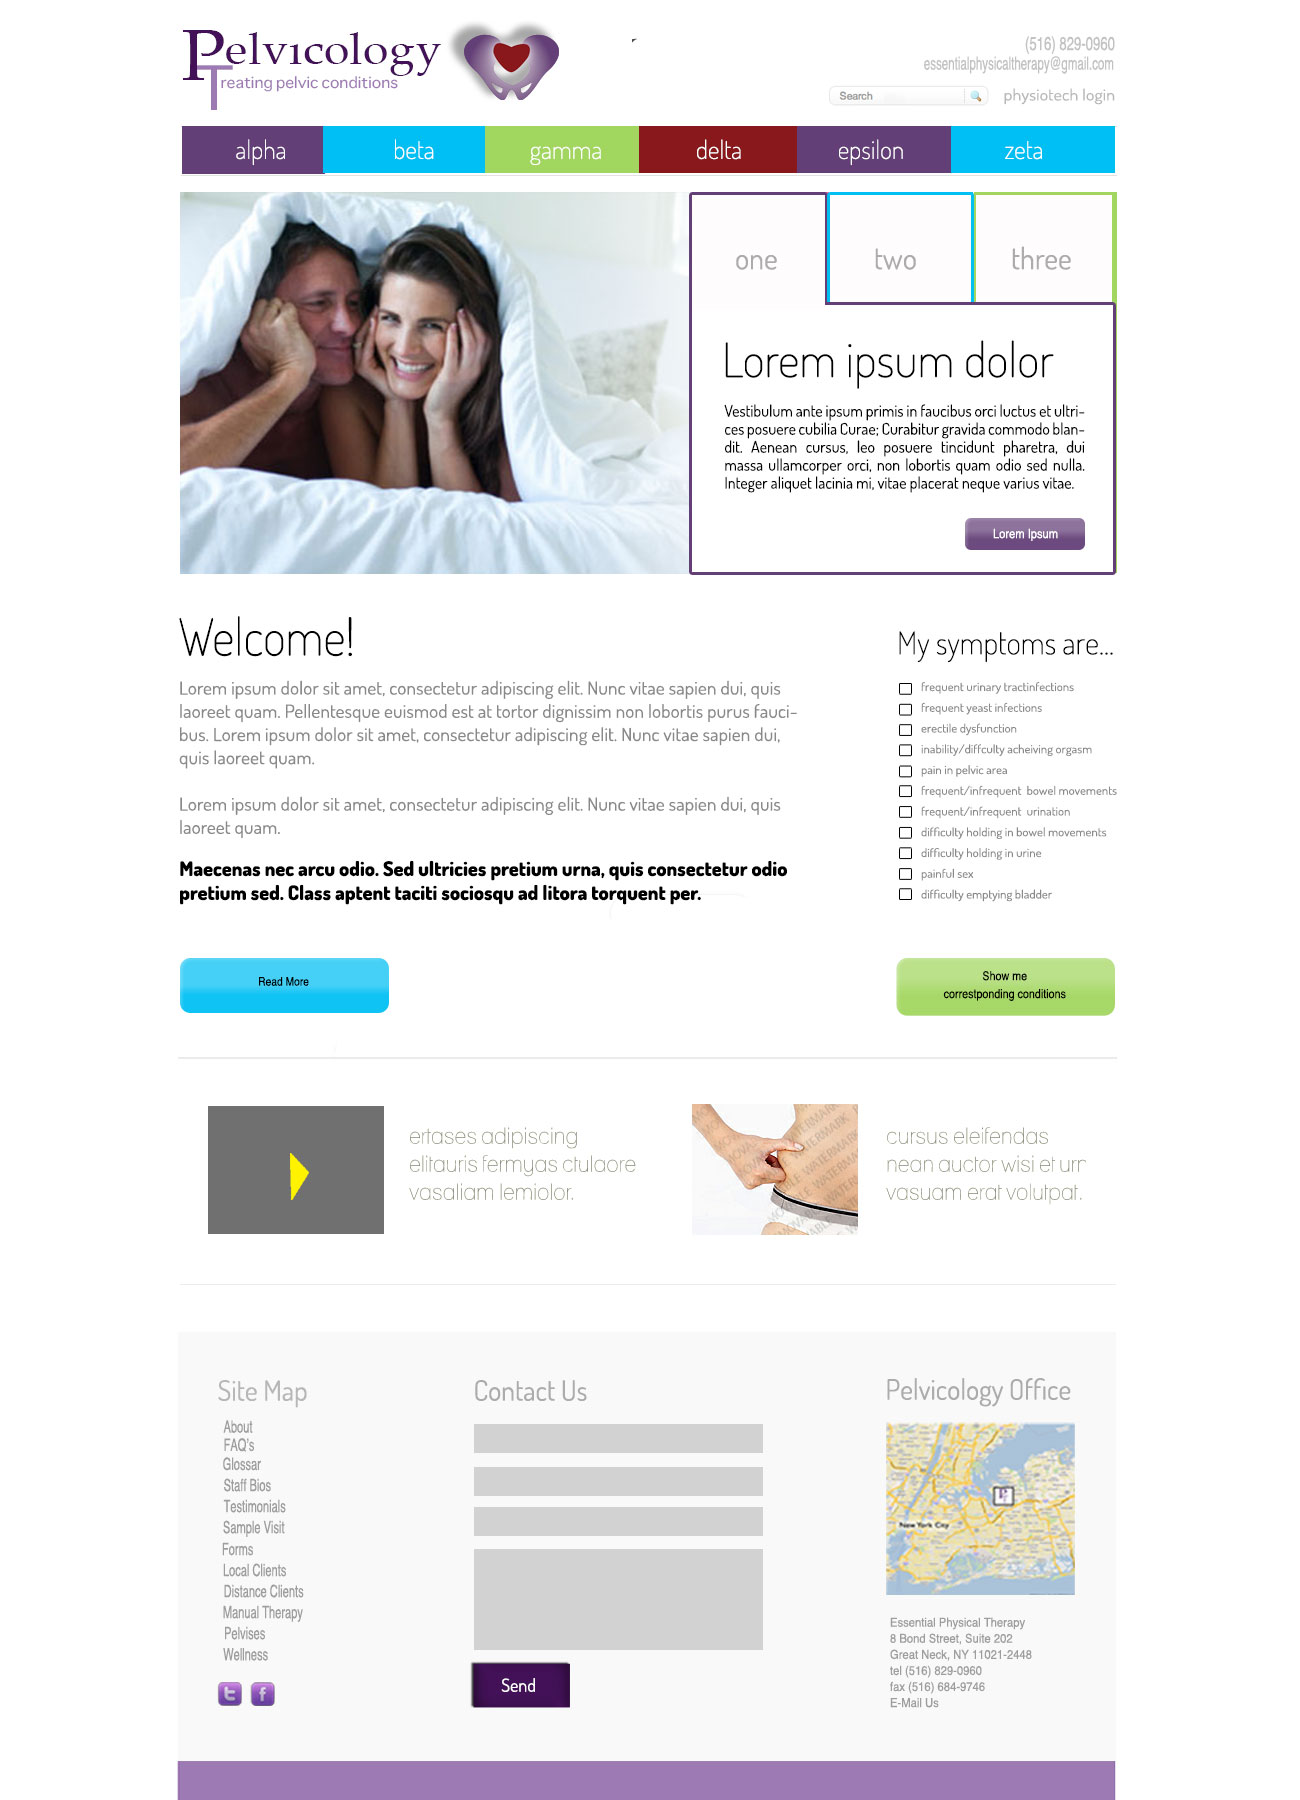 Pelvicology
Treating pelvic conditions
(516) 829-0960
essentialphysicaltherapy@gmail.com
Search
physiotech login
alpha
beta
gamma
delta
epsilon
zeta
one
two
three
Lorem ipsum dolor
Vestibulum ante ipsum primis in faucibus orci luctus et ultri-
ces posuere cubilia Curae; Curabitur gravida commodo blan-
dit. Aenean cursus, leo posuere tincidunt pharetra, dui
massa ullamcorper orci, non lobortis quam odio sed nulla.
Integer aliquet lacinia mi, vitae placerat neque varius vitae.
Lorem Ipsum
Welcome!
Lorem ipsum dolor sit amet, consectetur adipiscing elit. Nunc vitae sapien dui, quis
laoreet quam. Pellentesque euismod est at tortor dignissim non lobortis purus fauci-
bus. Lorem ipsum dolor sit amet, consectetur adipiscing elit. Nunc vitae sapien dui,
quis laoreet quam.
Lorem ipsum dolor sit amet, consectetur adipiscing elit. Nunc vitae sapien dui, quis
laoreet quam.
Maecenas nec arcu odio. Sed ultricies pretium urna, quis consectetur odio
pretium sed. Class aptent taciti sociosqu ad litora torquent per.
Read More
My symptoms are...
frequent urinary tractinfections
frequent yeast infections
erectile dysfunction
inability/diffculty acheiving orgasm
pain in pelvic area
frequent/infrequent bowel movements
frequent/infrequent urination
difficulty holding in bowel movements
difficulty holding in urine
painful sex
difficulty emptying bladder
Show me
correstponding conditions
ertases adipiscing
elitauris fermyas ctulaore
vasaliam lemiolor.
cursus eleifendas
nean auctor wisi et urn
vasuam erat volutpat.
Site Map
About
FAQ's
Glossar
Staff Bios
Testimonials
Sample Visit
Forms
Local Clients
Distance Clients
Manual Therapy
Pelvises
Wellness
Contact Us
Send
Pelvicology Office
New York City
Essential Physical Therapy
8 Bond Street, Suite 202
Great Neck, NY 11021-2448
tel (516) 829-0960
fax (516) 684-9746
E-Mail Us